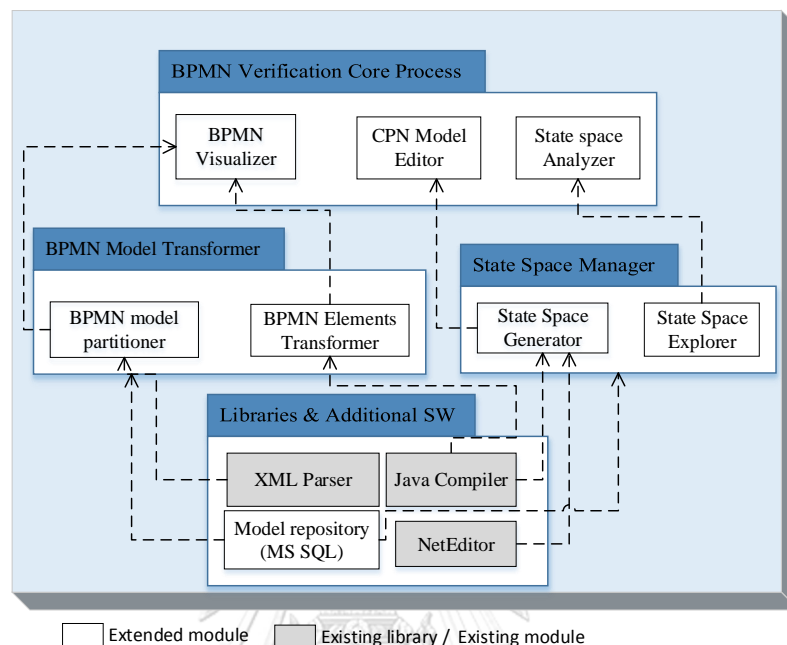 BPMN Verification Core Process
BPMN
Visualizer
CPN Model
Editor
State space
Analyzer
BPMN Model Transformer
BPMN model
partitioner
BPMN Elements
Transformer
State Space Manager
State Space
Generator
State Space
Explorer
Libraries & Additional SW
XML Parser
Java Compiler
Model repository
(MS SQL)
NetEditor
Extended module
Existing library / Existing module